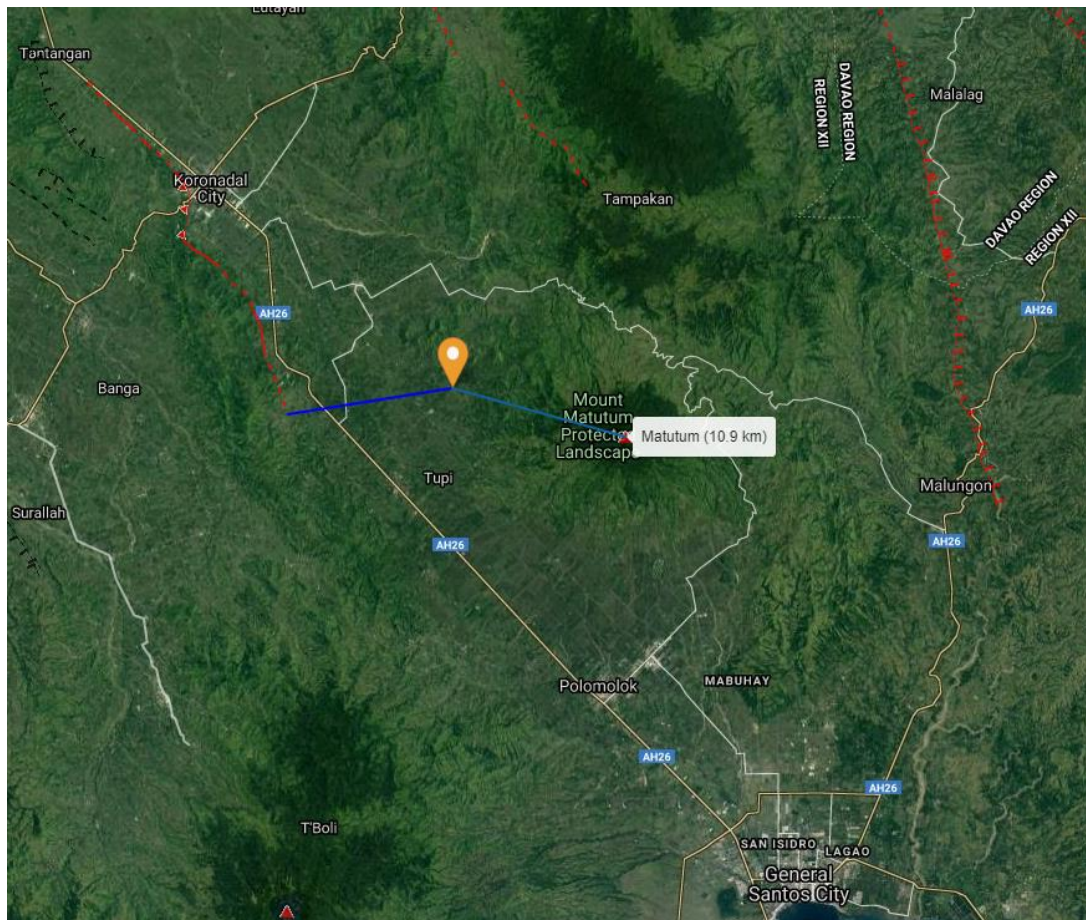 Lutayan
Tantangan
DAVAO REGION
REGION XII
Malalag
Koronadal
City
Tampakan
DAVAO REGION
REGION XII
AH26
AH26
Banga
Mount
Matutum
Protected
Landscape
Matutum (10.9 km)
Tupi
Surallah
Malungon
AH26
AH26
Polomolok
MABUHAY
AH26
AH26
T'Boli
SAN ISIDRO
LAGAO
General
Santos City